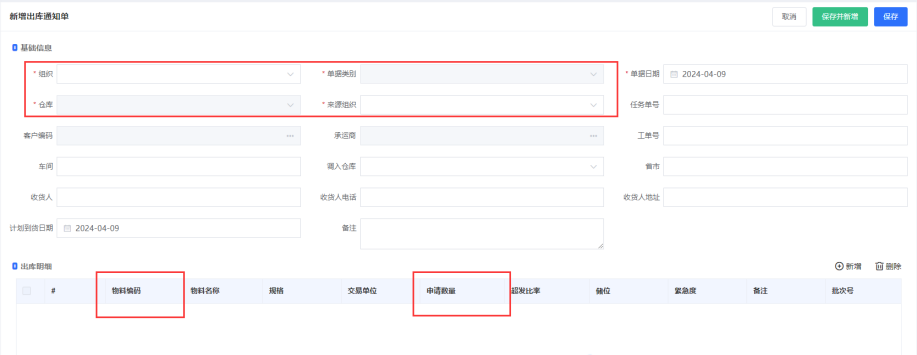 新增出库通知单 取消 保存并新增 保存
基础信息
* 组织 * 单据类别 * 单据日期 2024-04-09
* 仓库 * 来源组织 任务单号
客户编码 承运商 工单号
车间 调入仓库 省市
收货人 收货人电话 收货人地址
计划到货日期 2024-04-09 备注
出库明细 新增 删除
# 物料编码 物料名称 规格 交易单位 申请数量 超发比率 储位 紧急度 备注 批次号